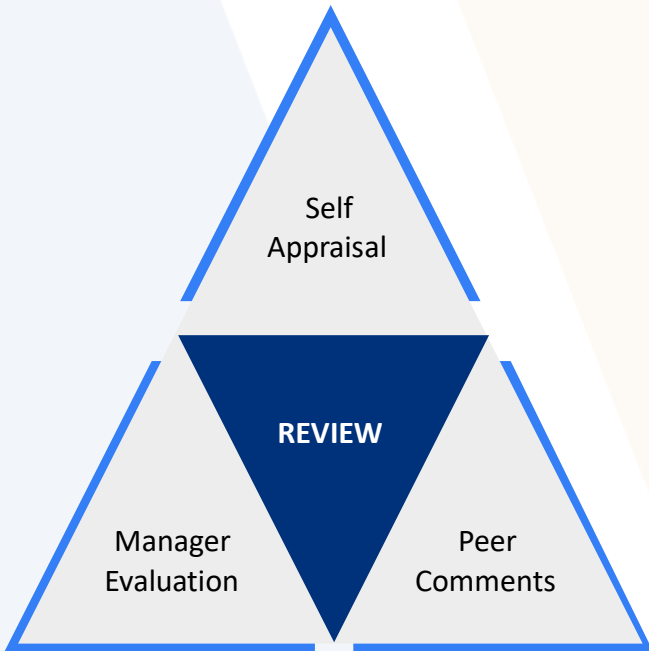 Self
Appraisal
REVIEW
Manager
Evaluation
Peer
Comments